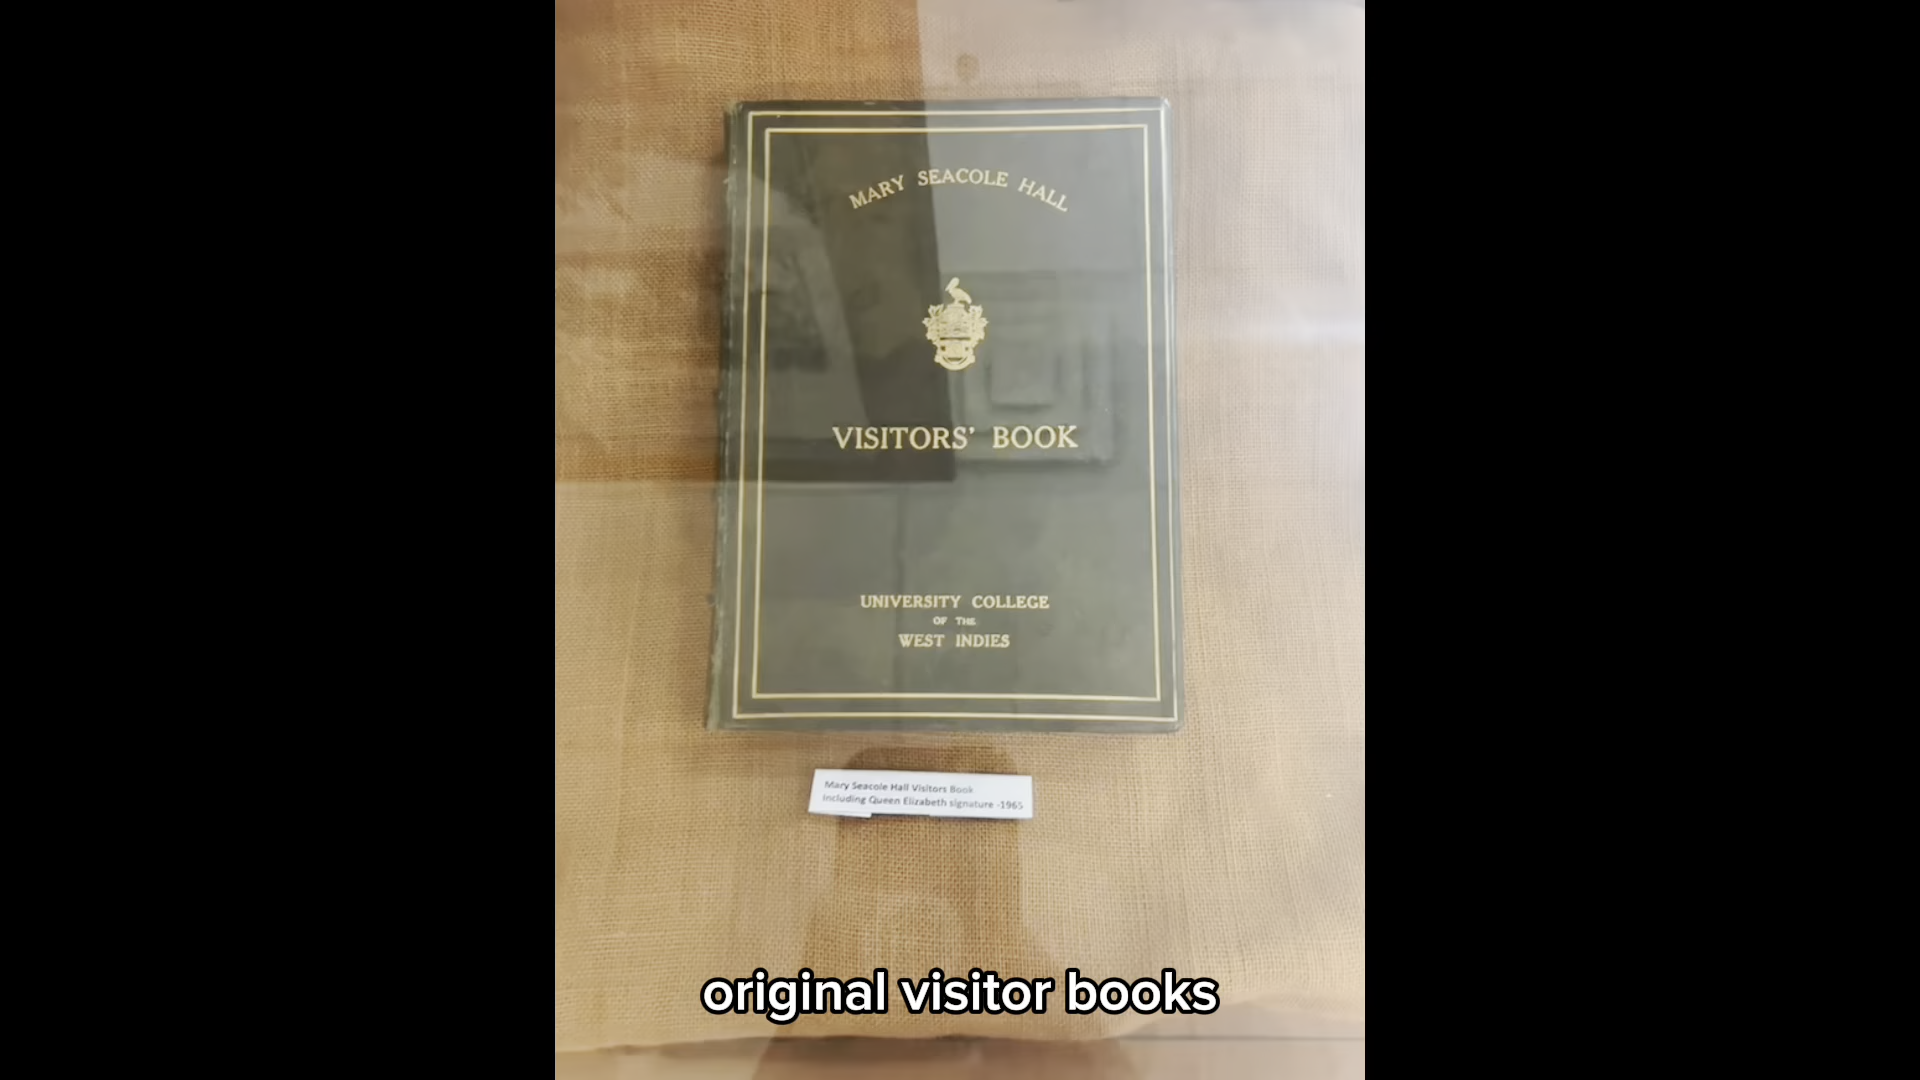 MARY SEACOLE HALL
VISITORS' BOOK
UNIVERSITY COLLEGE
OF THE
WEST INDIES
Mary Seacole Hall Visitors Book
Including Queen Elizabeth signature -1965
original visitor books